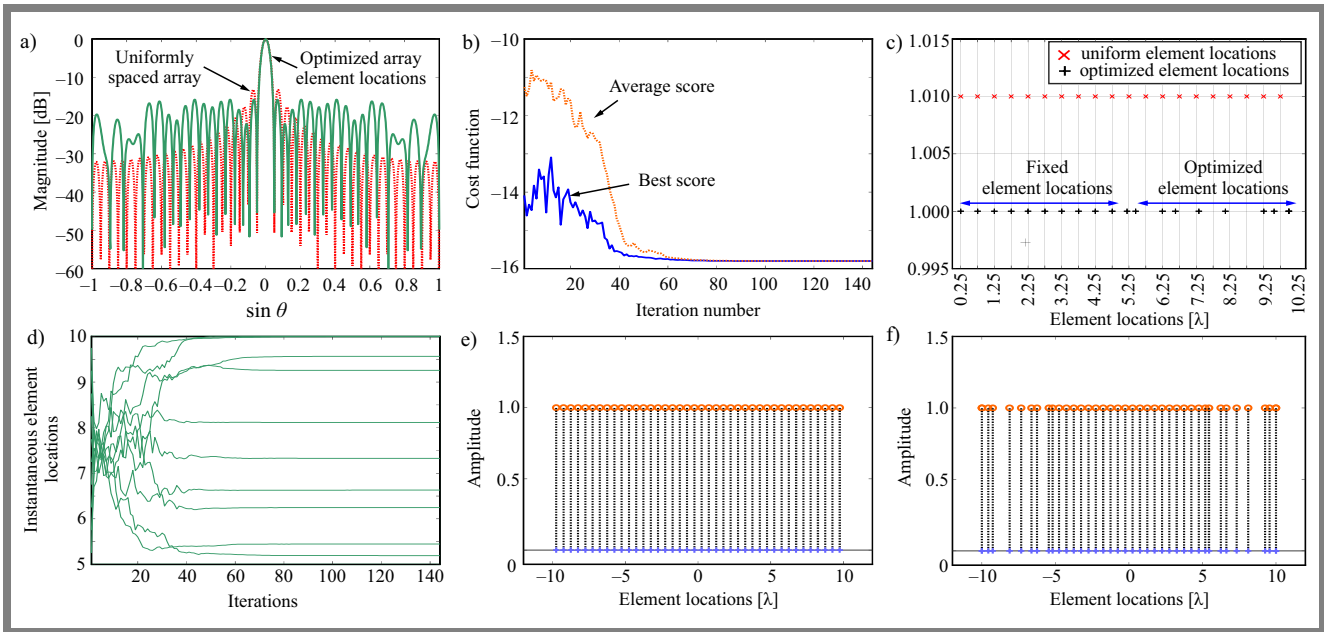 a)
Uniformly
spaced array
Optimized array
element locations
Magnitude [dB]
0
−10
−20
−30
−40
−50
−60
−1 −0.8 −0.6 −0.4 −0.2 0 0.2 0.4 0.6 0.8 1
sin θ
b)
Average score
Best score
Cost function
−10
−12
−14
−16
20 40 60 80 100 120 140
Iteration number
c)
× uniform element locations
+ optimized element locations
Fixed
element locations
Optimized
element locations
1.015
1.010
1.005
1.000
0.995
0.25 1.25 2.25 3.25 4.25 5.25 6.25 7.25 8.25 9.25 10.25
Element locations [λ]
d)
Instantaneous element
locations
10
9
8
7
6
5
20 40 60 80 100 120 140
Iterations
e)
Amplitude
1.5
1.0
0.5
0
−10 −5 0 5 10
Element locations [λ]
f)
Amplitude
1.5
1.0
0.5
0
−10 −5 0 5 10
Element locations [λ]